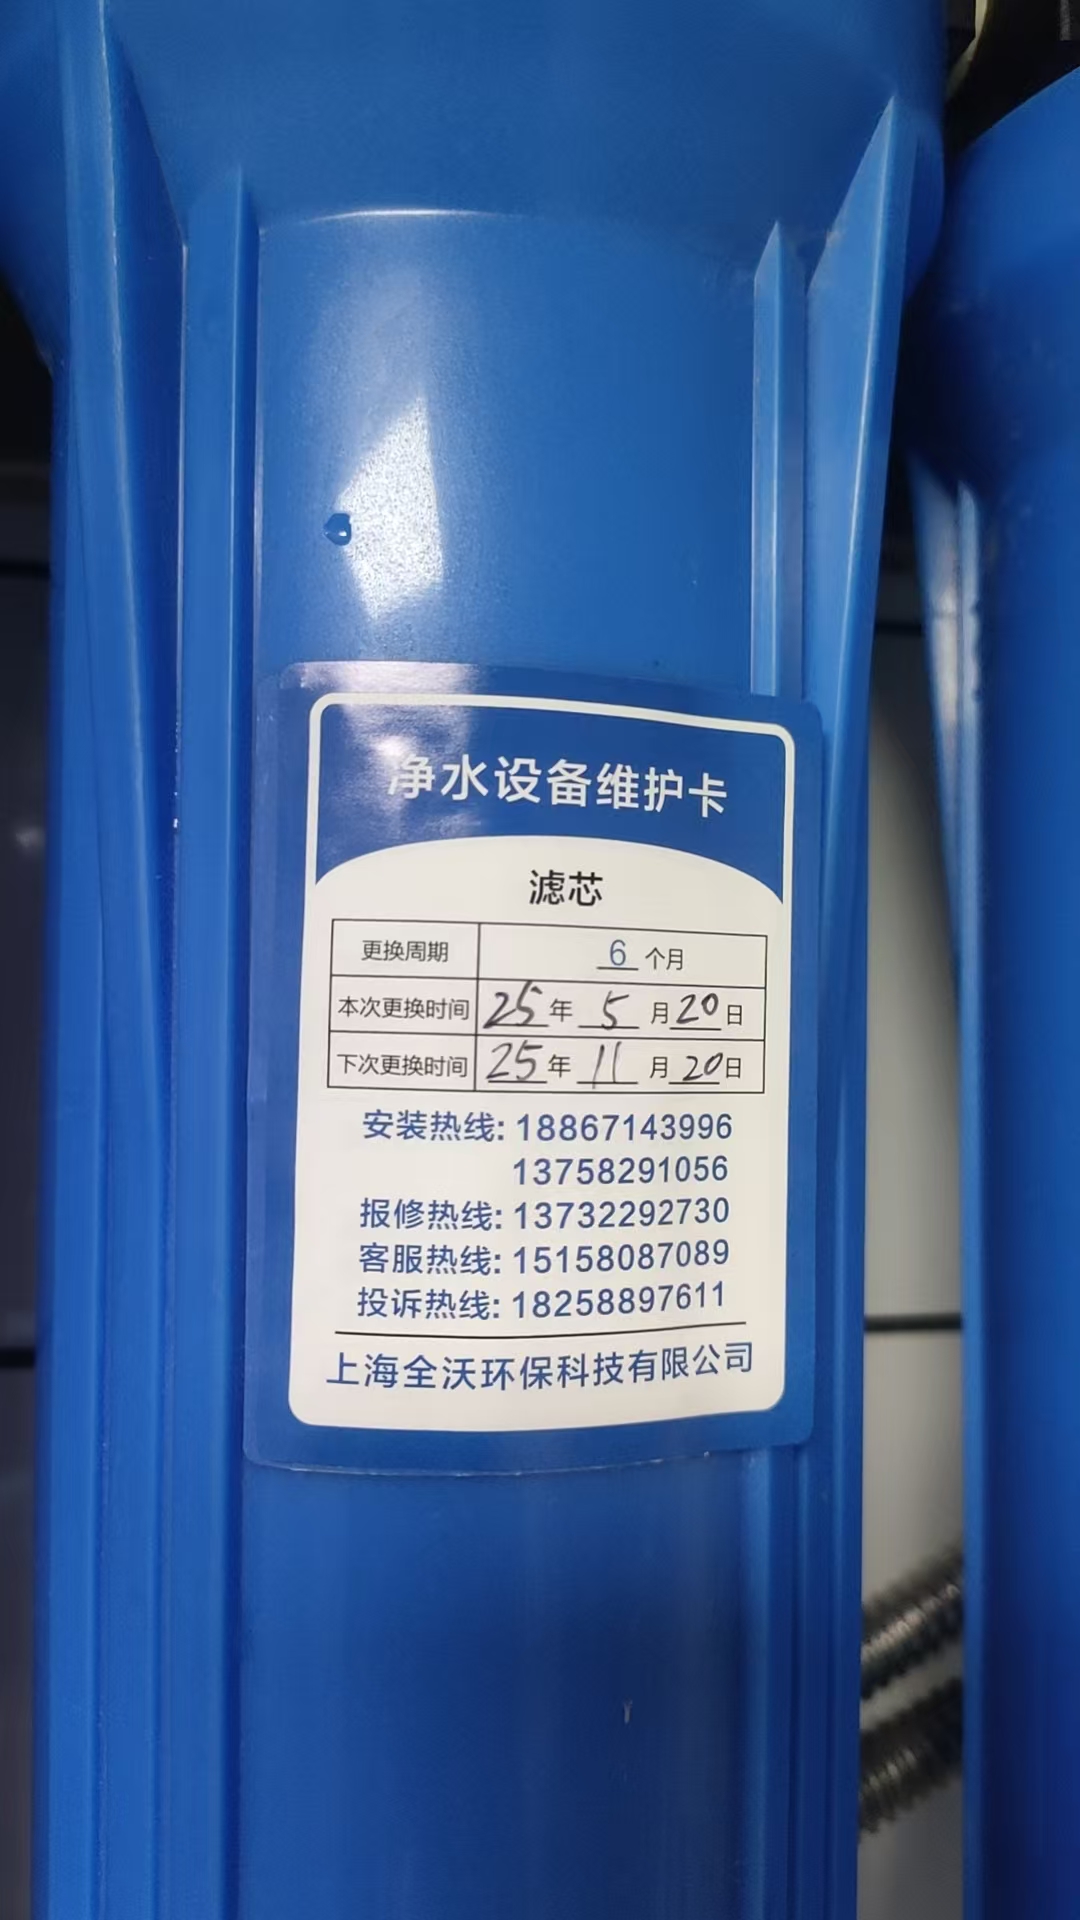 净水设备维护卡
滤芯
更换周期 6 个月
本次更换时间 25 年 5 月 20 日
下次更换时间 25 年 11 月 20 日
安装热线: 18867143996
13758291056
报修热线: 13732292730
客服热线: 15158087089
投诉热线: 18258897611
上海全沃环保科技有限公司